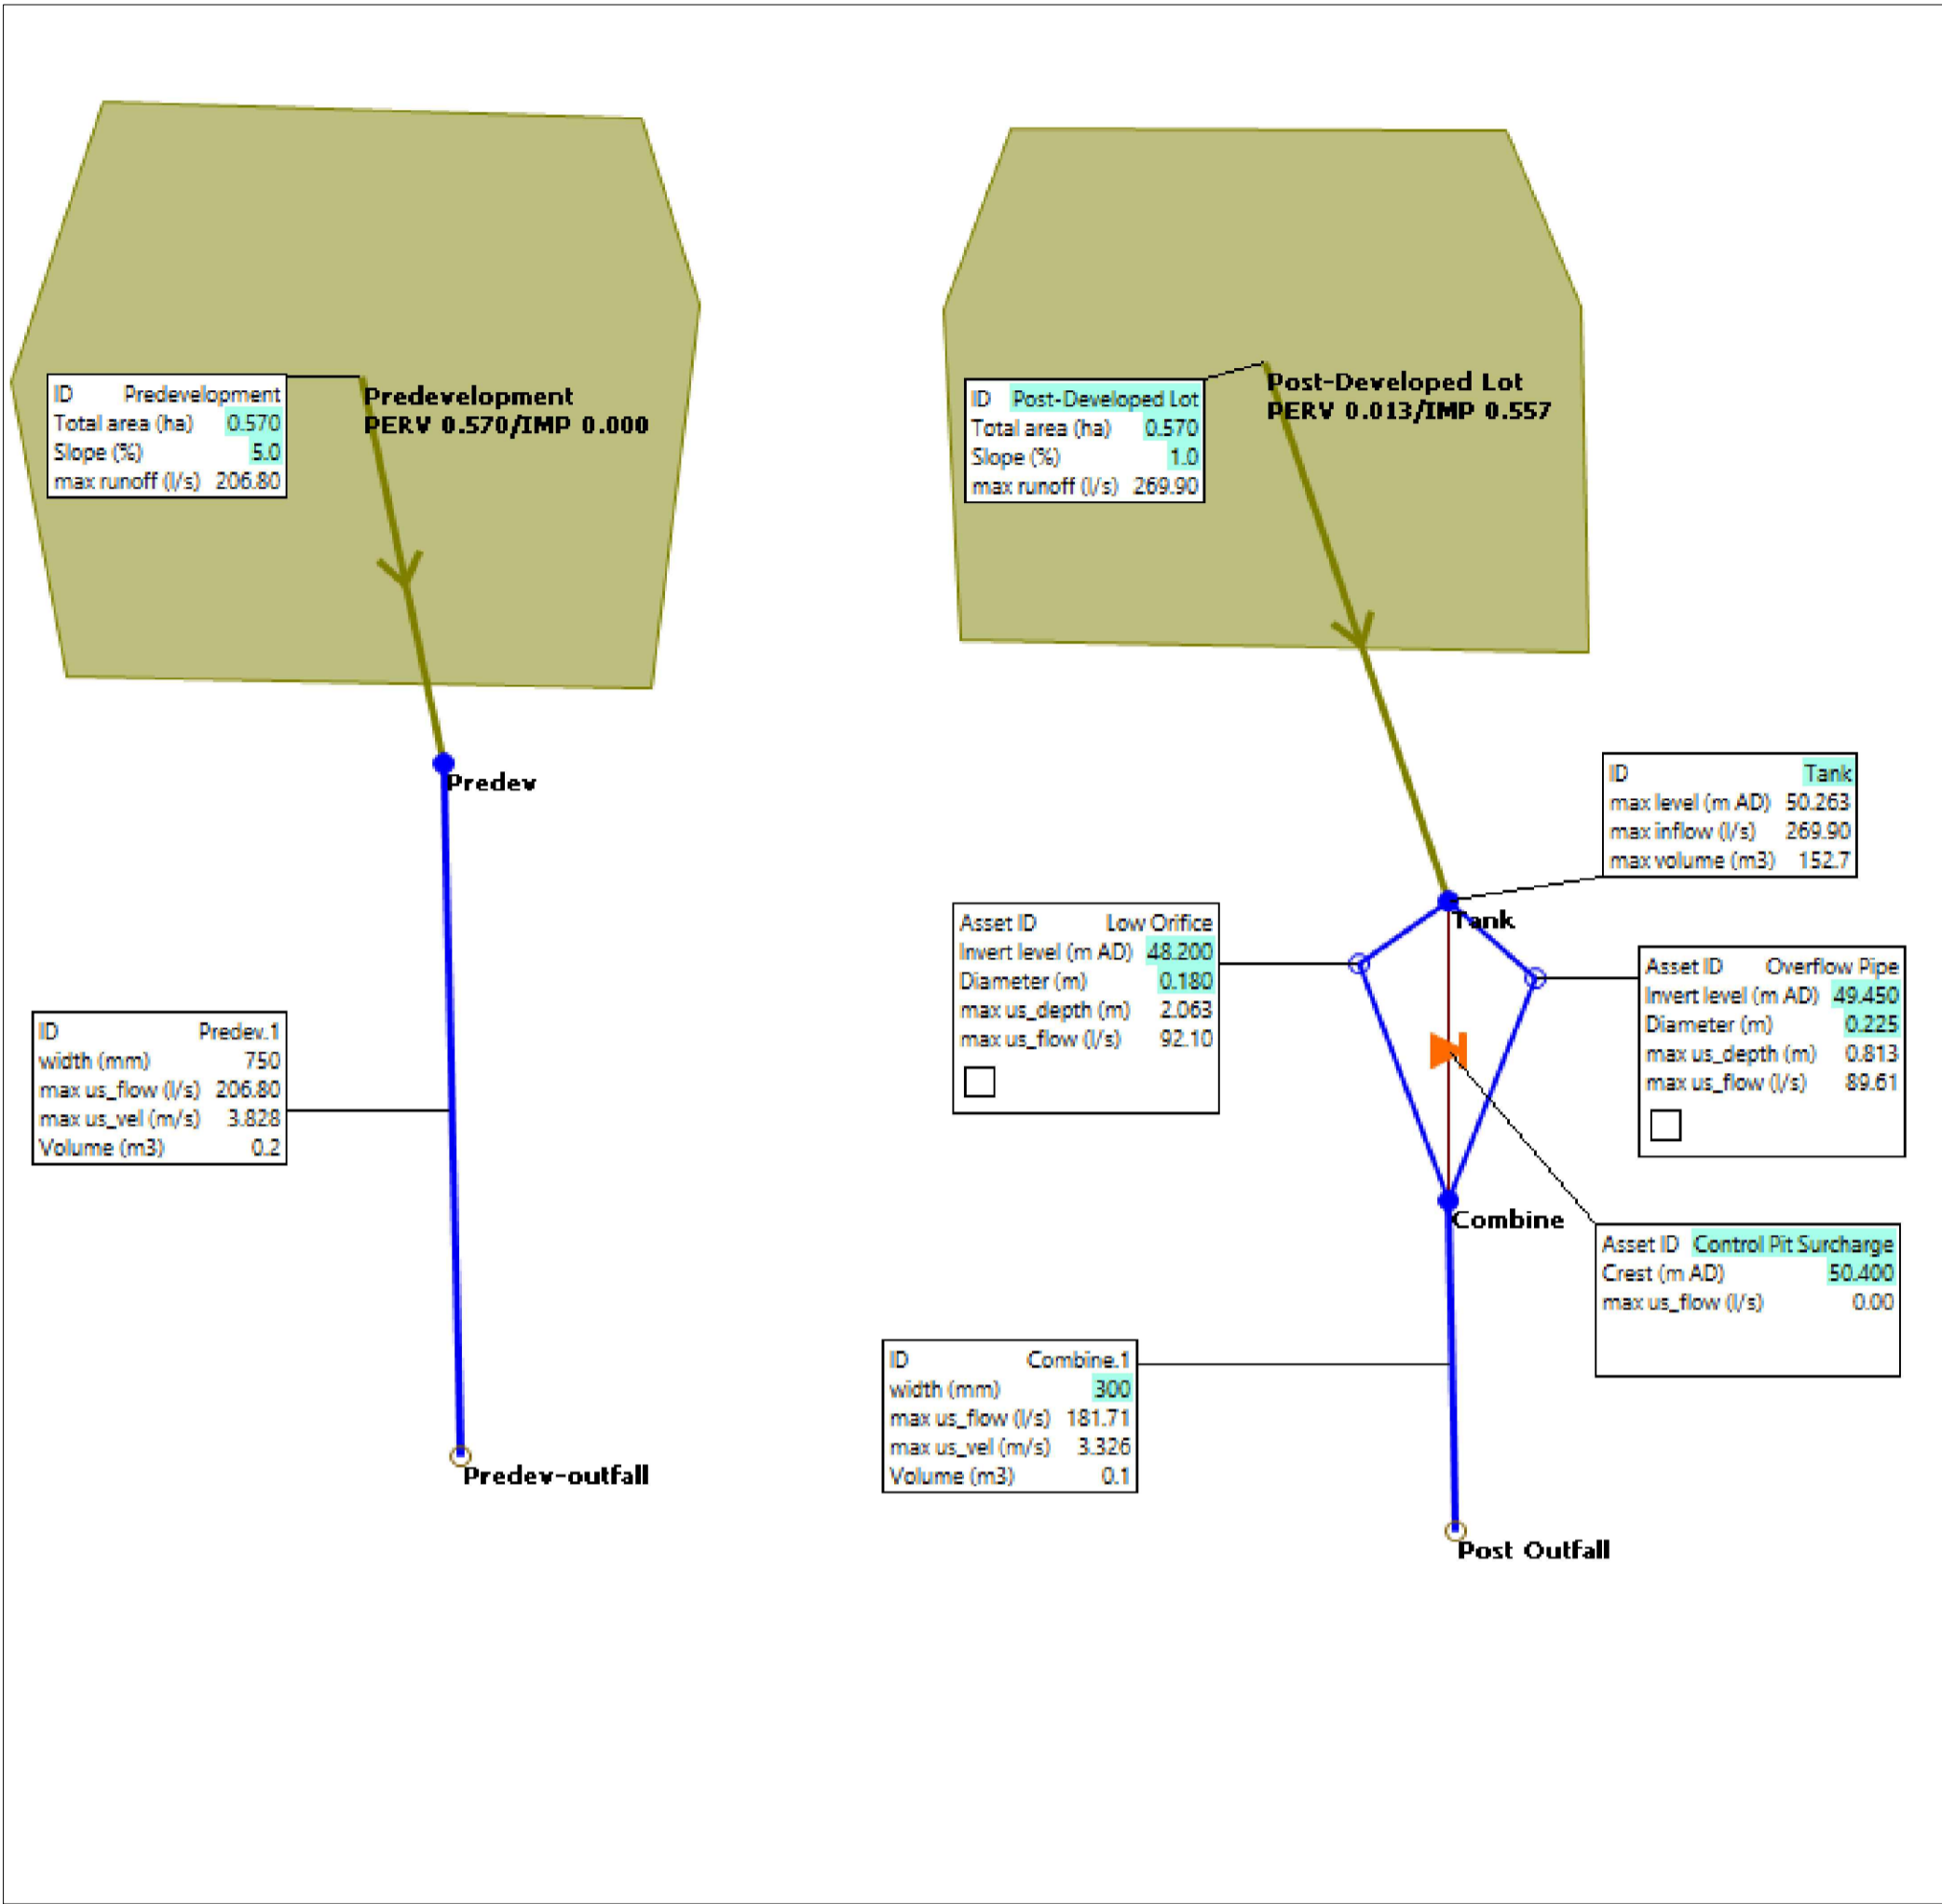 ID Predevelopment
Total area (ha) 0.570
Slope (%) 5.0
max runoff (l/s) 206.80
Predevelopment
PERV 0.570/IMP 0.000
Predev
ID Predev.1
width (mm) 750
max us_flow (l/s) 206.80
max us_vel (m/s) 3.828
Volume (m3) 0.2
Predev-outfall
ID Post-Developed Lot
Total area (ha) 0.570
Slope (%) 1.0
max runoff (l/s) 269.90
Post-Developed Lot
PERV 0.013/IMP 0.557
ID Tank
max level (m AD) 50.263
max inflow (l/s) 269.90
max volume (m3) 152.7
Tank
Asset ID Low Orifice
Invert level (m AD) 48.200
Diameter (m) 0.180
max us_depth (m) 2.063
max us_flow (l/s) 92.10
Asset ID Overflow Pipe
Invert level (m AD) 49.450
Diameter (m) 0.225
max us_depth (m) 0.813
max us_flow (l/s) 89.61
Combine
Asset ID Control Pit Surcharge
Crest (m AD) 50.400
max us_flow (l/s) 0.00
ID Combine.1
width (mm) 300
max us_flow (l/s) 181.71
max us_vel (m/s) 3.326
Volume (m3) 0.1
Post Outfall